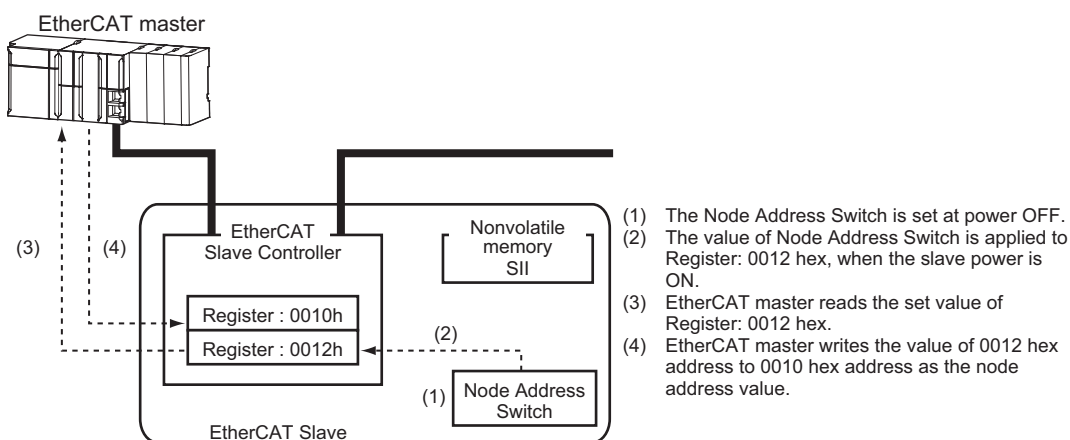 EtherCAT master
(3)
(4)
EtherCAT
Slave Controller
Register : 0010h
Register : 0012h
Nonvolatile
memory
SII
(2)
(1)
Node Address
Switch
EtherCAT Slave
(1) The Node Address Switch is set at power OFF.
(2) The value of Node Address Switch is applied to
Register: 0012 hex, when the slave power is
ON.
(3) EtherCAT master reads the set value of
Register: 0012 hex.
(4) EtherCAT master writes the value of 0012 hex
address to 0010 hex address as the node
address value.